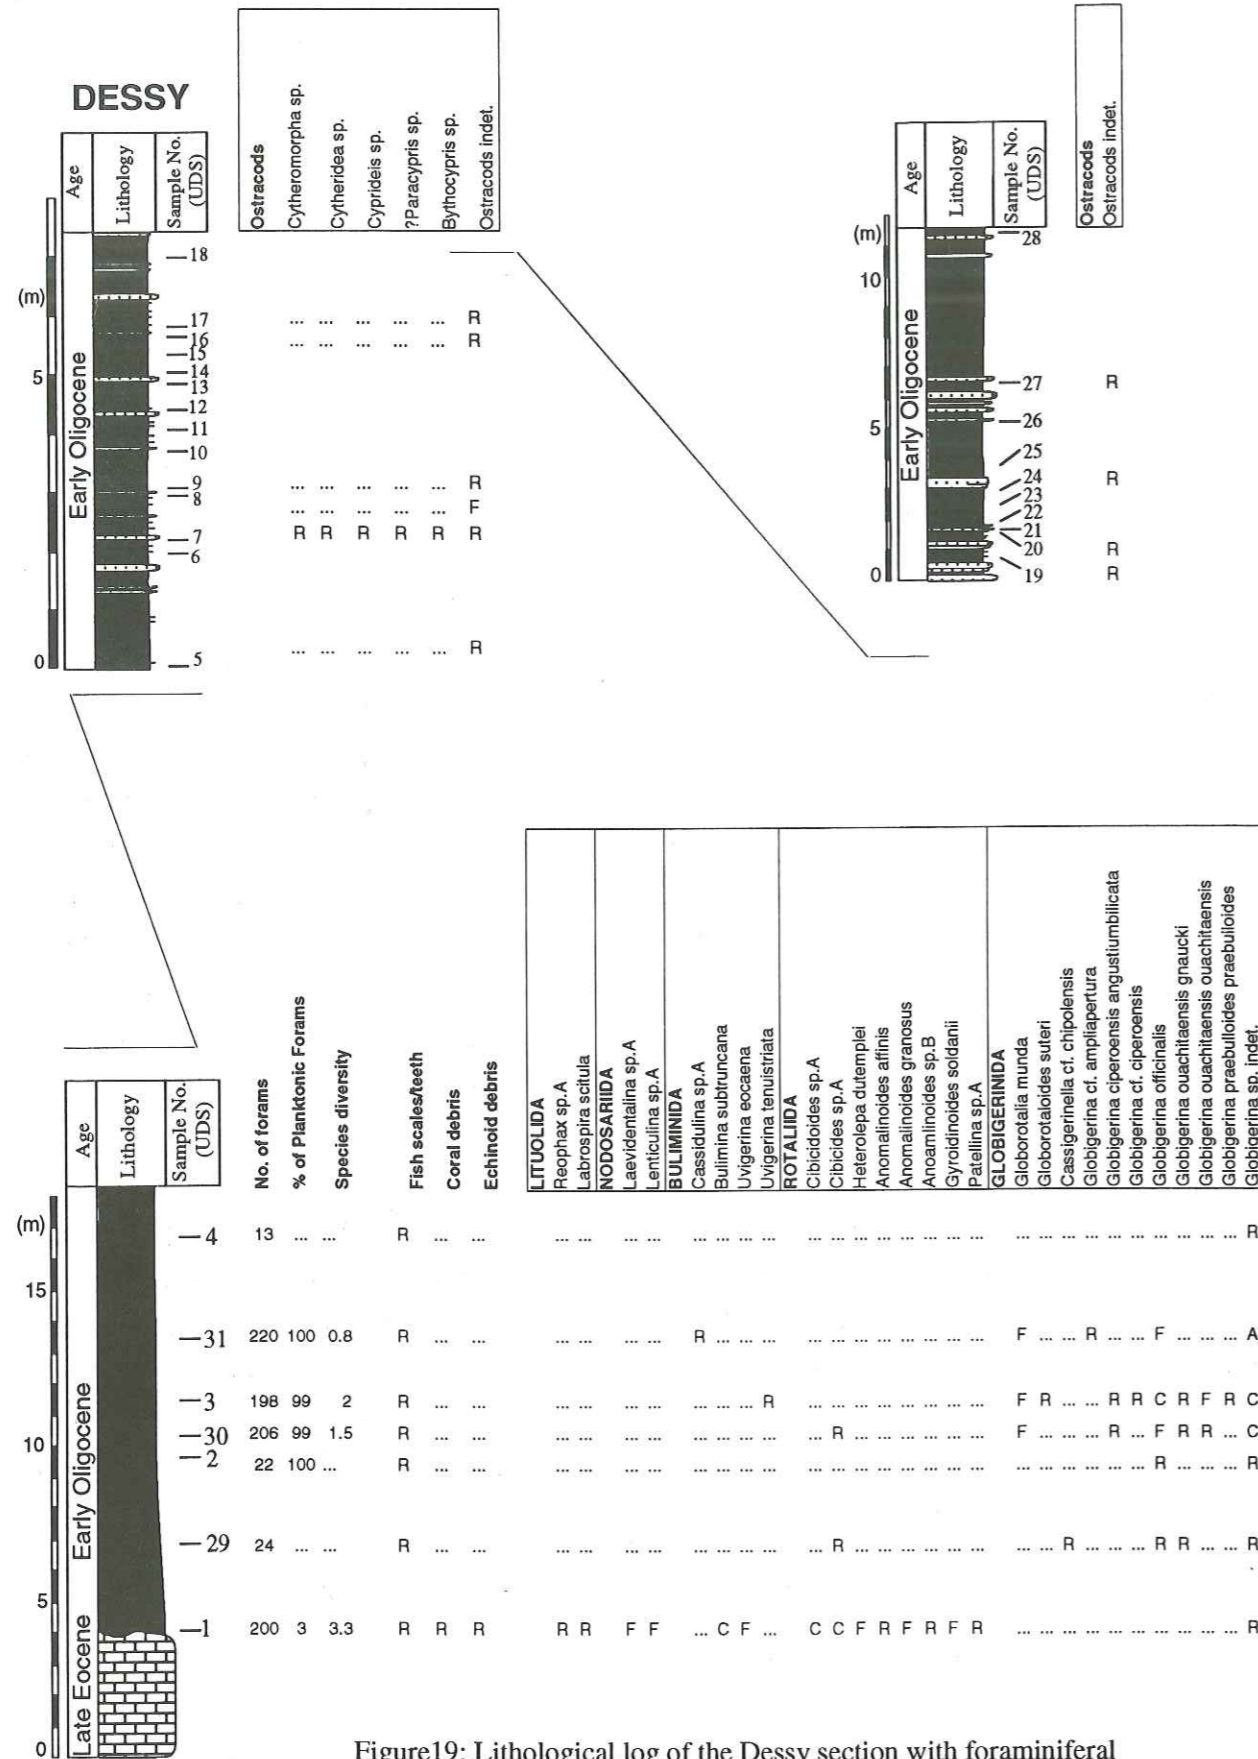 DESSY
Age
Lithology
Sample No.
(UDS)
Ostracods
Cytheromorpha sp.
Cytheridea sp.
Cyprideis sp.
?Paracypris sp.
Bythocypris sp.
Ostracods indet.
(m)
5
0
Early Oligocene
18
17 ... ... ... ... ... R
16 ... ... ... ... ... R
15
14
13
12
11
10
9 ... ... ... ... ... R
8 ... ... ... ... ... F
7 R R R R R R
6
5 ... ... ... ... ... R
Age
Lithology
Sample No.
(UDS)
Ostracods
Ostracods indet.
(m)
10
5
0
Early Oligocene
28
27 R
26
25
24 R
23
22
21
20 R
19 R
Age
Lithology
Sample No.
(UDS)
No. of forams
% of Planktonic Forams
Species diversity
Fish scales/teeth
Coral debris
Echinoid debris
LITUOLIDA
Reophax sp.A
Labrospira scitula
NODOSARIIDA
Laevidentalina sp.A
Lenticulina sp.A
BULIMINIDA
Cassidulina sp.A
Bulimina subtruncana
Uvigerina eocaena
Uvigerina tenuistriata
ROTALIIDA
Cibicidoides sp.A
Cibicides sp.A
Heterolepa dutemplei
Anomalinoides affinis
Anomalinoides granosus
Anoamlinoides sp.B
Gyroidinoides soldanii
Patellina sp.A
GLOBIGERINIDA
Globorotalia munda
Globorotaloides suteri
Cassigerinella cf. chipolensis
Globigerina cf. ampliapertura
Globigerina ciperoensis angustiumbilicata
Globigerina cf. ciperoensis
Globigerina officinalis
Globigerina ouachitaensis gnaucki
Globigerina ouachitaensis ouachitaensis
Globigerina praebulloides praebulloides
Globigerina sp. indet.
(m)
15
10
5
0
Early Oligocene
Late Eocene
4 13 ... ... R ... ... ... ... ... ... ... ... ... ... ... ... ... ... ... ... ... ... ... ... ... ... ... ... ... ... ... ... R
31 220 100 0.8 R ... ... ... ... ... ... R ... ... ... ... ... ... ... ... ... ... ... F ... ... R ... ... F ... ... ... A
3 198 99 2 R ... ... ... ... ... ... ... ... ... R ... ... ... ... ... ... ... ... F R ... ... R R C R F R C
30 206 99 1.5 R ... ... ... ... ... ... ... ... ... ... ... R ... ... ... ... ... ... F ... ... ... R ... F R R ... C
2 22 100 ... R ... ... ... ... ... ... ... ... ... ... ... ... ... ... ... ... ... ... ... ... ... ... ... ... R ... ... ... R
29 24 ... ... R ... ... ... ... ... ... ... ... ... ... ... R ... ... ... ... ... ... ... ... R ... ... ... R R ... ... R
1 200 3 3.3 R R R R R F F ... C F ... C C F R F R F R ... ... ... ... ... ... ... ... ... ... R
Figure19: Lithological log of the Dessy section with foraminiferal